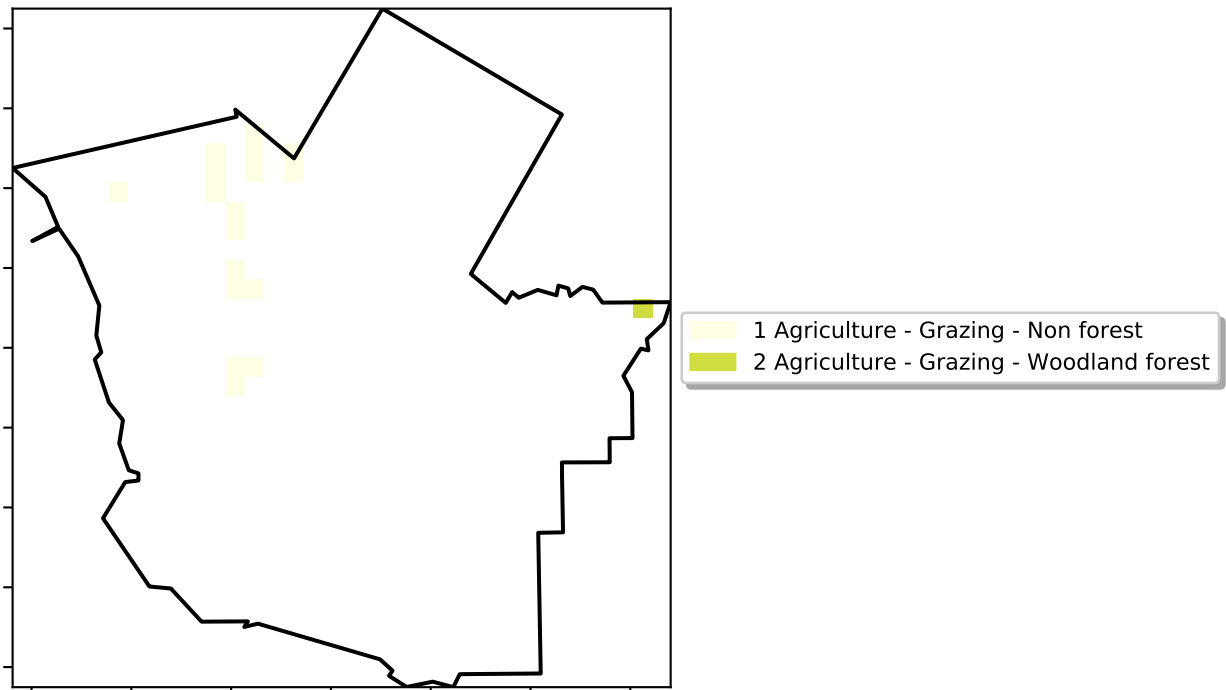 1 Agriculture - Grazing - Non forest
2 Agriculture - Grazing - Woodland forest